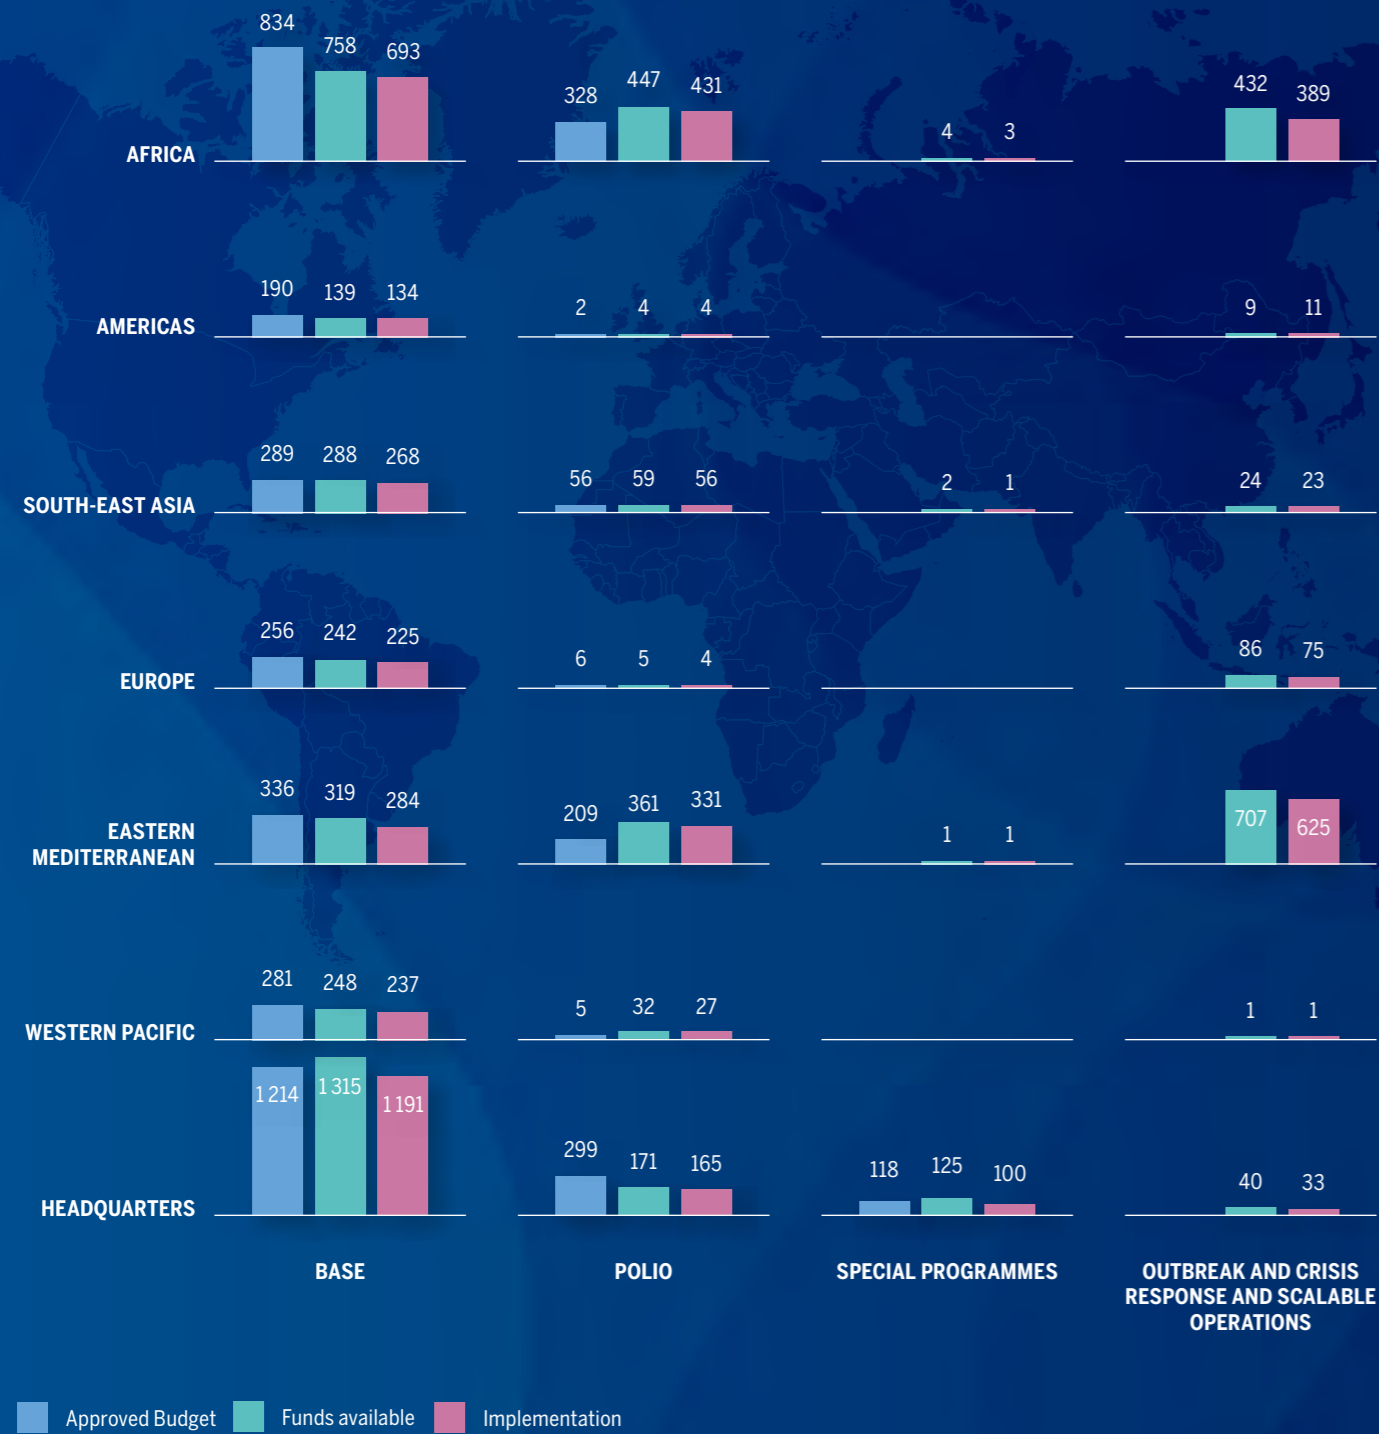 834 758 693
328 447 431
4 3
432 389
AFRICA
190 139 134
2 4 4
9 11
AMERICAS
289 288 268
56 59 56
2 1
24 23
SOUTH-EAST ASIA
256 242 225
6 5 4
86 75
EUROPE
336 319 284
209 361 331
1 1
707 625
EASTERN
MEDITERRANEAN
281 248 237
5 32 27
1 1
WESTERN PACIFIC
1 214 1 315 1 191
299 171 165
118 125 100
40 33
HEADQUARTERS
BASE
POLIO
SPECIAL PROGRAMMES
OUTBREAK AND CRISIS
RESPONSE AND SCALABLE
OPERATIONS
Approved Budget Funds available Implementation